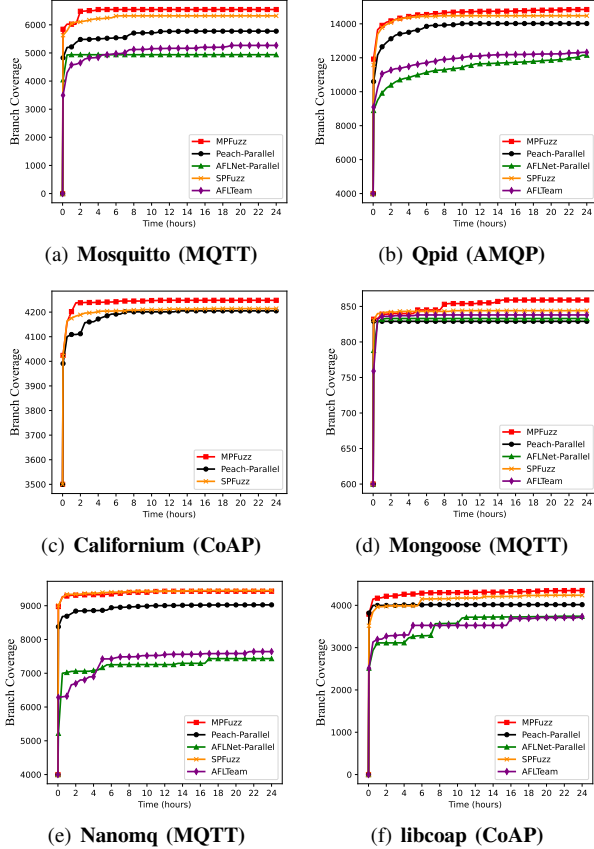 6000
5000
4000
3000
2000
1000
0
Branch Coverage
MPFuzz
Peach-Parallel
AFLNet-Parallel
SPFuzz
AFLTeam
0 2 4 6 8 10 12 14 16 18 20 22 24
Time (hours)
(a) Mosquitto (MQTT)
14000
12000
10000
8000
6000
4000
Branch Coverage
MPFuzz
Peach-Parallel
AFLNet-Parallel
SPFuzz
AFLTeam
0 2 4 6 8 10 12 14 16 18 20 22 24
Time (hours)
(b) Qpid (AMQP)
4200
4100
4000
3900
3800
3700
3600
3500
Branch Coverage
MPFuzz
Peach-Parallel
SPFuzz
0 2 4 6 8 10 12 14 16 18 20 22 24
Time (hours)
(c) Californium (CoAP)
850
800
750
700
650
600
Branch Coverage
MPFuzz
Peach-Parallel
AFLNet-Parallel
SPFuzz
AFLTeam
0 2 4 6 8 10 12 14 16 18 20 22 24
Time (hours)
(d) Mongoose (MQTT)
9000
8000
7000
6000
5000
4000
Branch Coverage
MPFuzz
Peach-Parallel
AFLNet-Parallel
SPFuzz
AFLTeam
0 2 4 6 8 10 12 14 16 18 20 22 24
Time (hours)
(e) Nanomq (MQTT)
4000
3000
2000
1000
0
Branch Coverage
MPFuzz
Peach-Parallel
AFLNet-Parallel
SPFuzz
AFLTeam
0 2 4 6 8 10 12 14 16 18 20 22 24
Time (hours)
(f) libcoap (CoAP)